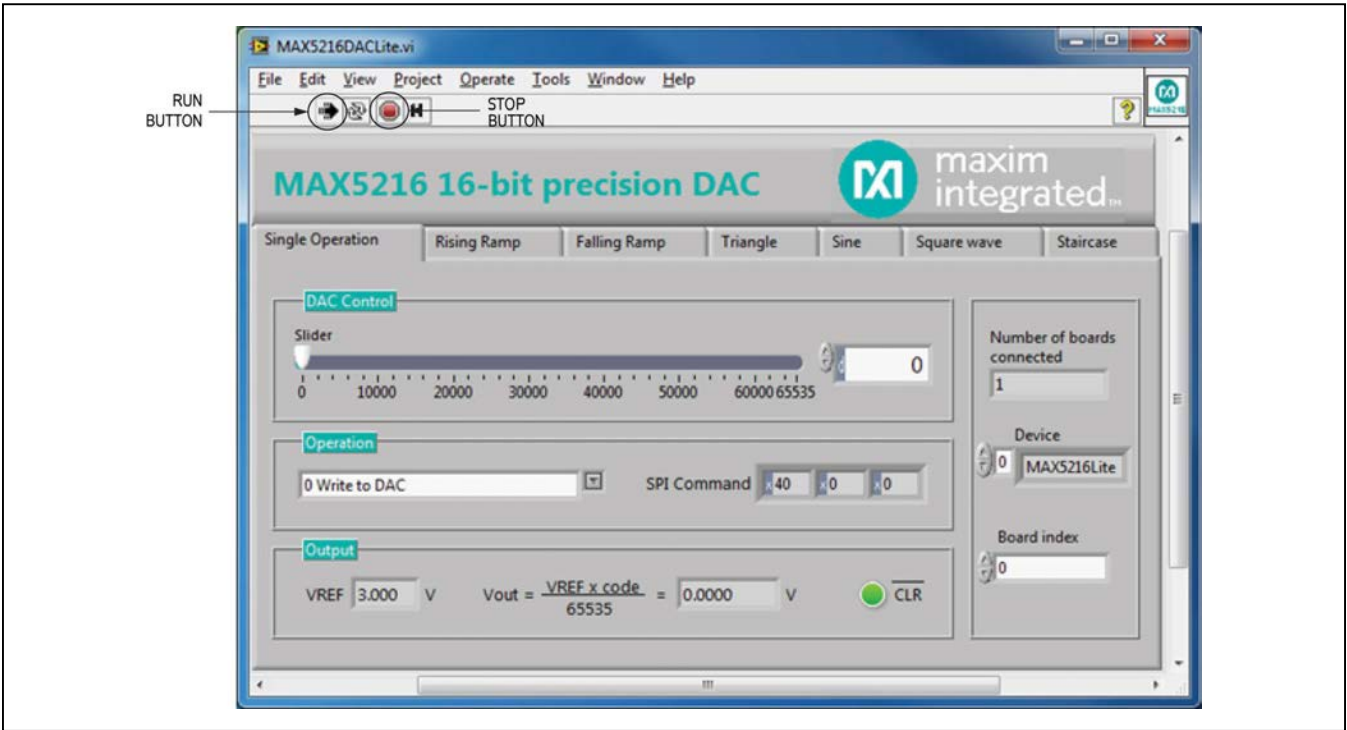 MAX5216DACLite.vi
File Edit View Project Operate Tools Window Help
RUN
BUTTON
STOP
BUTTON
?
MAX5216
MAX5216 16-bit precision DAC
maxim
integrated™
Single Operation Rising Ramp Falling Ramp Triangle Sine Square wave Staircase
DAC Control
Slider
0 10000 20000 30000 40000 50000 60000 65535
d 0
Number of boards
connected
1
Operation
0 Write to DAC
SPI Command x 40 x 0 x 0
Device
0 MAX5216Lite
Output
VREF 3.000 V Vout = VREF x code = 0.0000 V CLR
65535
Board index
0